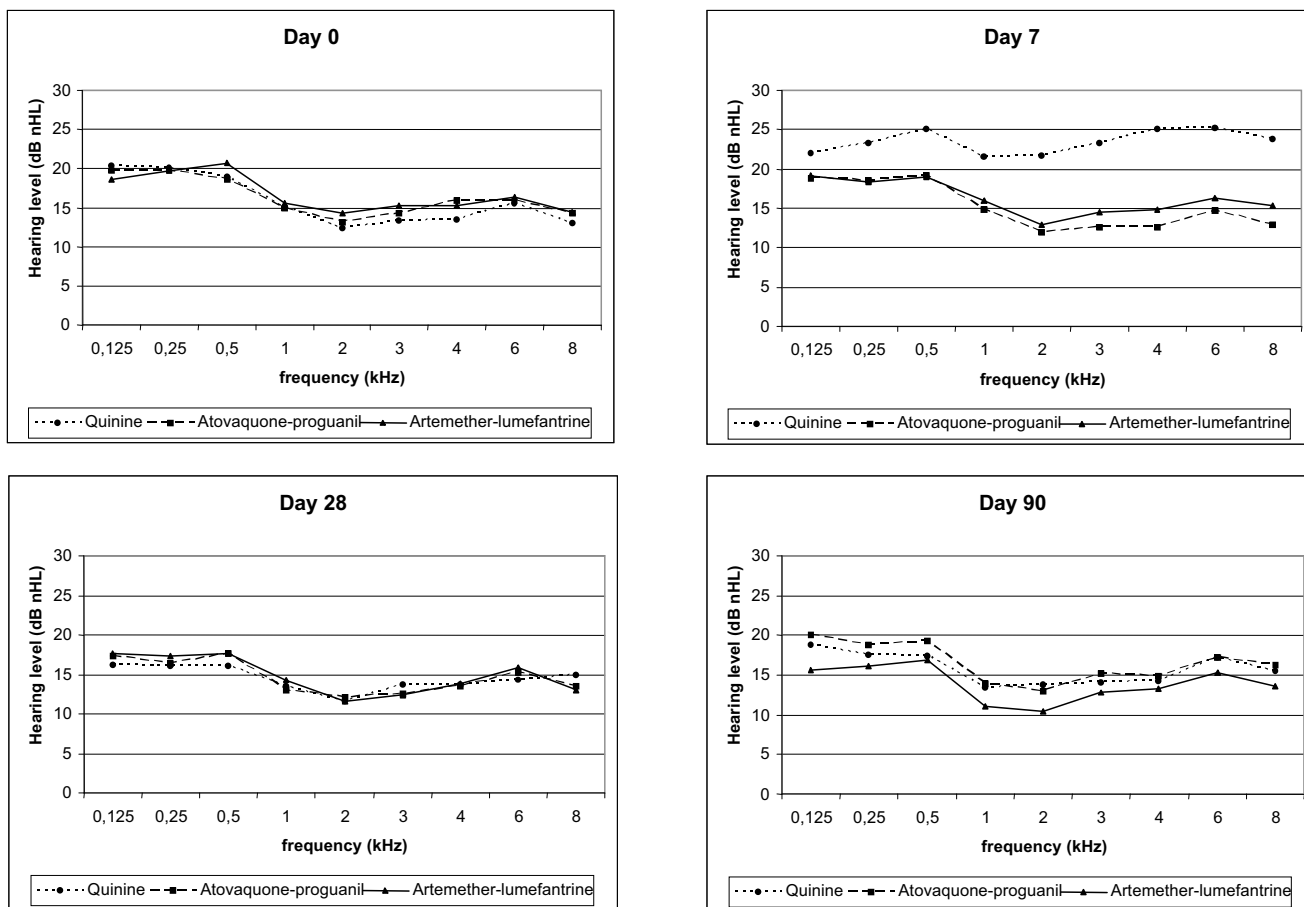 Day 0
Hearing level (dB nHL)
30
25
20
15
10
5
0
0,125 0,25 0,5 1 2 3 4 6 8
frequency (kHz)
Quinine Atovaquone-proguanil Artemether-lumefantrine
Day 7
Hearing level (dB nHL)
30
25
20
15
10
5
0
0,125 0,25 0,5 1 2 3 4 6 8
frequency (kHz)
Quinine Atovaquone-proguanil Artemether-lumefantrine
Day 28
Hearing level (dB nHL)
30
25
20
15
10
5
0
0,125 0,25 0,5 1 2 3 4 6 8
frequency (kHz)
Quinine Atovaquone-proguanil Artemether-lumefantrine
Day 90
Hearing level (dB nHL)
30
25
20
15
10
5
0
0,125 0,25 0,5 1 2 3 4 6 8
frequency (kHz)
Quinine Atovaquone-proguanil Artemether-lumefantrine